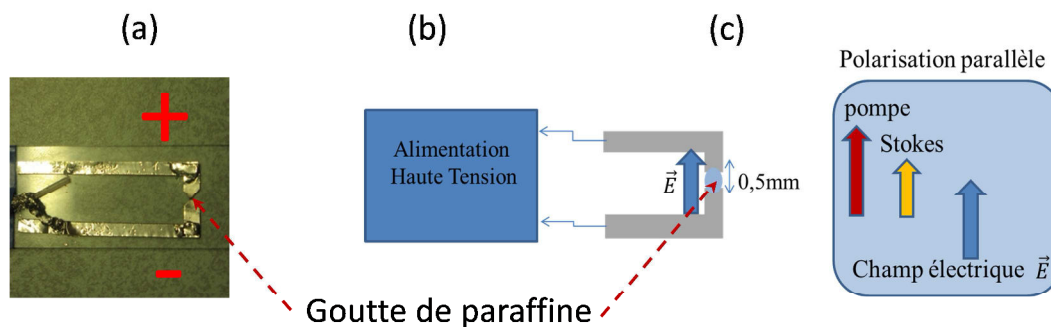 (a)
(b)
(c)
+
-
Alimentation
Haute Tension
E⃗
0,5mm
Goutte de paraffine
Polarisation parallèle
pompe
Stokes
Champ électrique E⃗